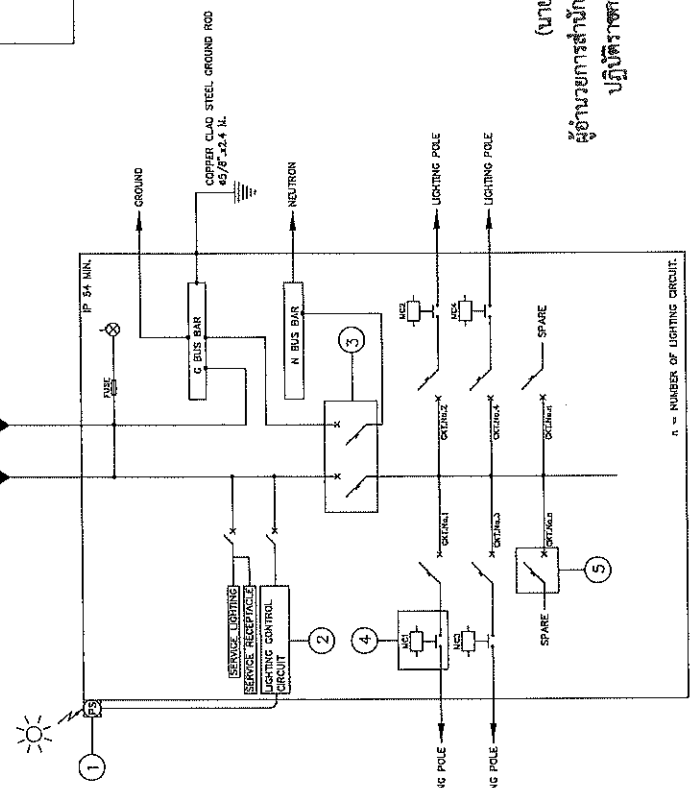 IP 54 MIN.
FUSE
GROUND
G BUS BAR
COPPER CLAD STEEL GROUND ROD
ø5/8"x2.4 M.
N BUS BAR
NEUTRON
3
PS
1
SERVICE LIGHTING
SERVICE RECEPTACLE
LIGHTING CONTROL
CIRCUIT
2
4
MC1
CKT.No.1
CKT.No.2
MC2
LIGHTING POLE
NG POLE
MC3
CKT.No.3
CKT.No.4
MC4
LIGHTING POLE
NG POLE
SPARE
CKT.No.n
CKT.No.n
SPARE
5
n = NUMBER OF LIGHTING CIRCUIT.
(นาย
ผู้อำนวยการสำนัก
ปฏิบัติราชก